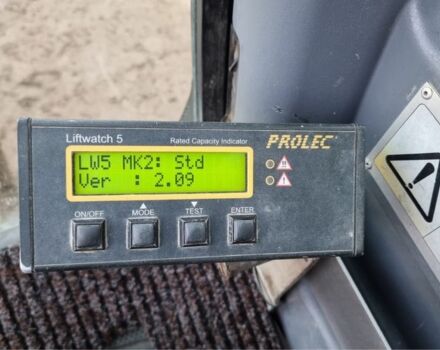 Liftwatch 5
Rated Capacity Indicator
PROLEC
LW5 MK2: Std
Ver : 2.09
ON/OFF
MODE
TEST
ENTER